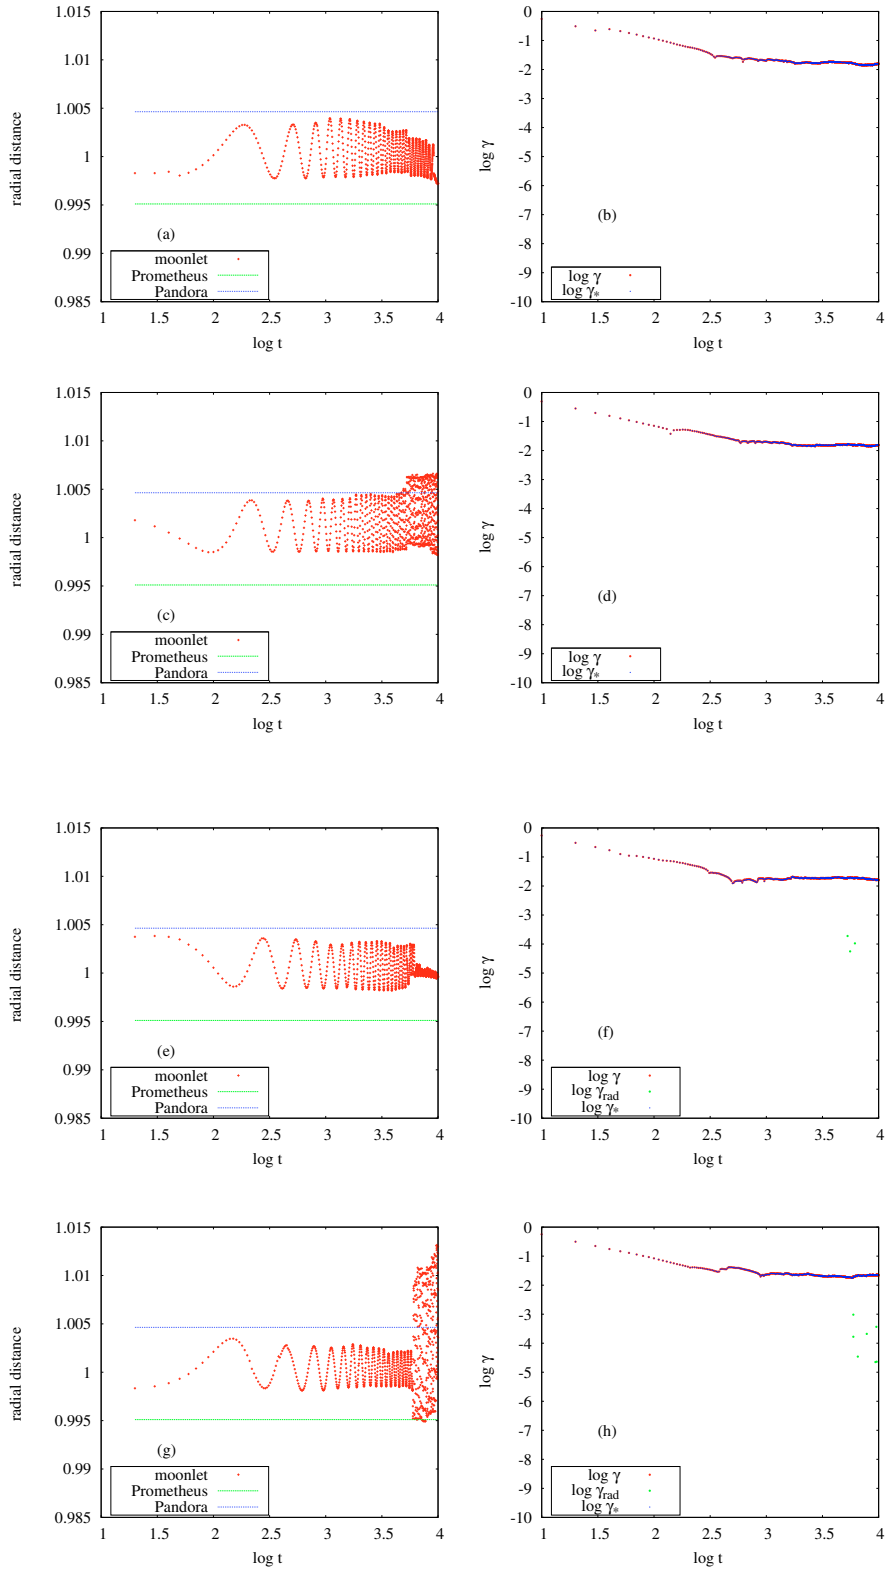 1.015
1.01
1.005
1
0.995
0.99
0.985
radial distance
(a)
moonlet
Prometheus
Pandora
1 1.5 2 2.5 3 3.5 4
log t
0
-1
-2
-3
-4
-5
-6
-7
-8
-9
-10
log γ
(b)
log γ
log γ*
1 1.5 2 2.5 3 3.5 4
log t
1.015
1.01
1.005
1
0.995
0.99
0.985
radial distance
(c)
moonlet
Prometheus
Pandora
1 1.5 2 2.5 3 3.5 4
log t
0
-1
-2
-3
-4
-5
-6
-7
-8
-9
-10
log γ
(d)
log γ
log γ*
1 1.5 2 2.5 3 3.5 4
log t
1.015
1.01
1.005
1
0.995
0.99
0.985
radial distance
(e)
moonlet
Prometheus
Pandora
1 1.5 2 2.5 3 3.5 4
log t
0
-1
-2
-3
-4
-5
-6
-7
-8
-9
-10
log γ
(f)
log γ
log γrad
log γ*
1 1.5 2 2.5 3 3.5 4
log t
1.015
1.01
1.005
1
0.995
0.99
0.985
radial distance
(g)
moonlet
Prometheus
Pandora
1 1.5 2 2.5 3 3.5 4
log t
0
-1
-2
-3
-4
-5
-6
-7
-8
-9
-10
log γ
(h)
log γ
log γrad
log γ*
1 1.5 2 2.5 3 3.5 4
log t